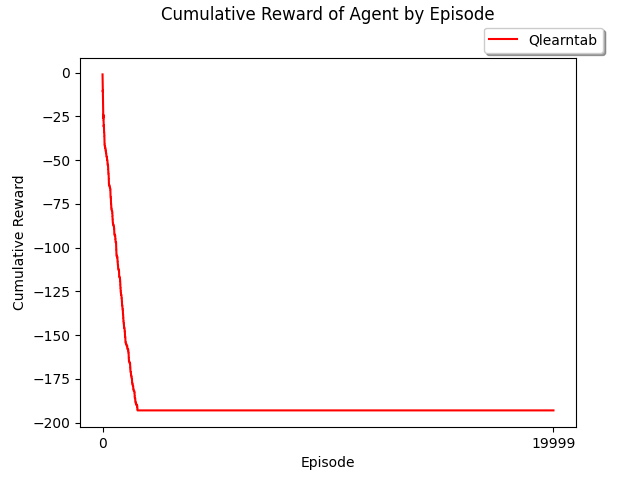 Cumulative Reward of Agent by Episode
Qlearntab
0
−25
−50
−75
−100
−125
−150
−175
−200
Cumulative Reward
0 19999
Episode